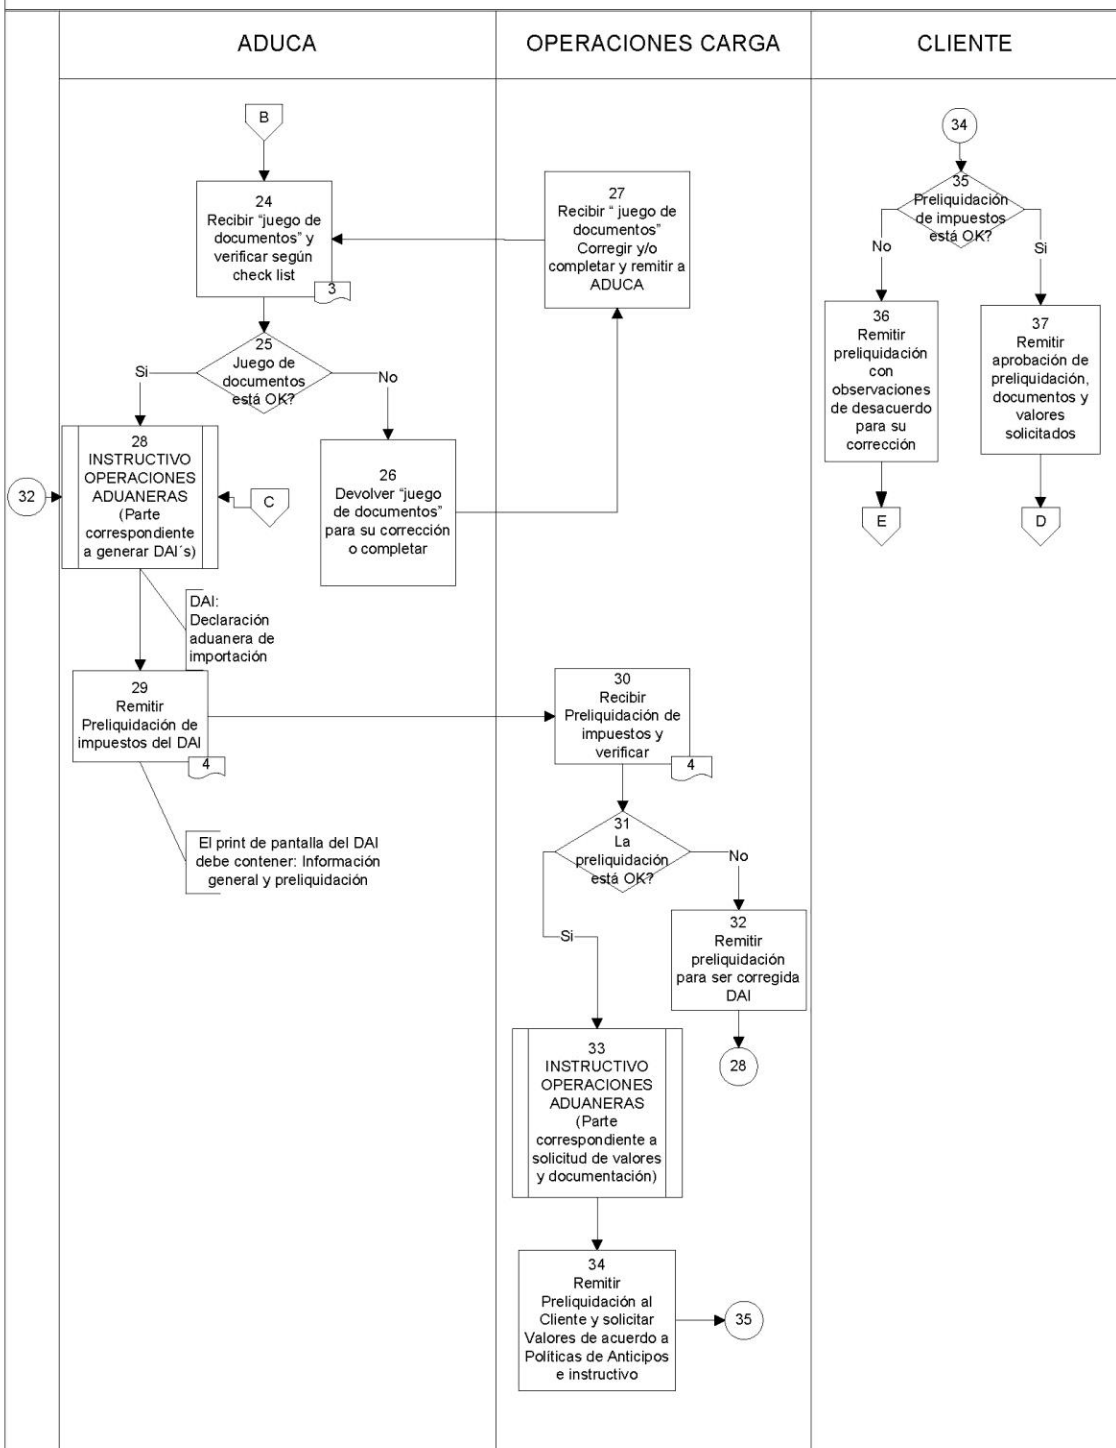 ADUCA
OPERACIONES CARGA
CLIENTE
B
24
Recibir “juego de
documentos” y
verificar según
check list
3
25
Juego de
documentos
está OK?
Si
No
26
Devolver “juego
de documentos”
para su corrección
o completar
27
Recibir “ juego de
documentos”
Corregir y/o
completar y remitir a
ADUCA
32
28
INSTRUCTIVO
OPERACIONES
ADUANERAS
(Parte
correspondiente
a generar DAI´s)
C
DAI:
Declaración
aduanera de
importación
29
Remitir
Preliquidación de
impuestos del DAI
4
El print de pantalla del DAI
debe contener: Información
general y preliquidación
30
Recibir
Preliquidación de
impuestos y
verificar
4
31
La
preliquidación
está OK?
No
Si
32
Remitir
preliquidación
para ser corregida
DAI
28
33
INSTRUCTIVO
OPERACIONES
ADUANERAS
(Parte
correspondiente a
solicitud de valores
y documentación)
34
Remitir
Preliquidación al
Cliente y solicitar
Valores de acuerdo a
Políticas de Anticipos
e instructivo
35
34
35
Preliquidación
de impuestos
está OK?
No
Si
36
Remitir
preliquidación
con
observaciones
de desacuerdo
para su
corrección
E
37
Remitir
aprobación de
preliquidación,
documentos y
valores
solicitados
D